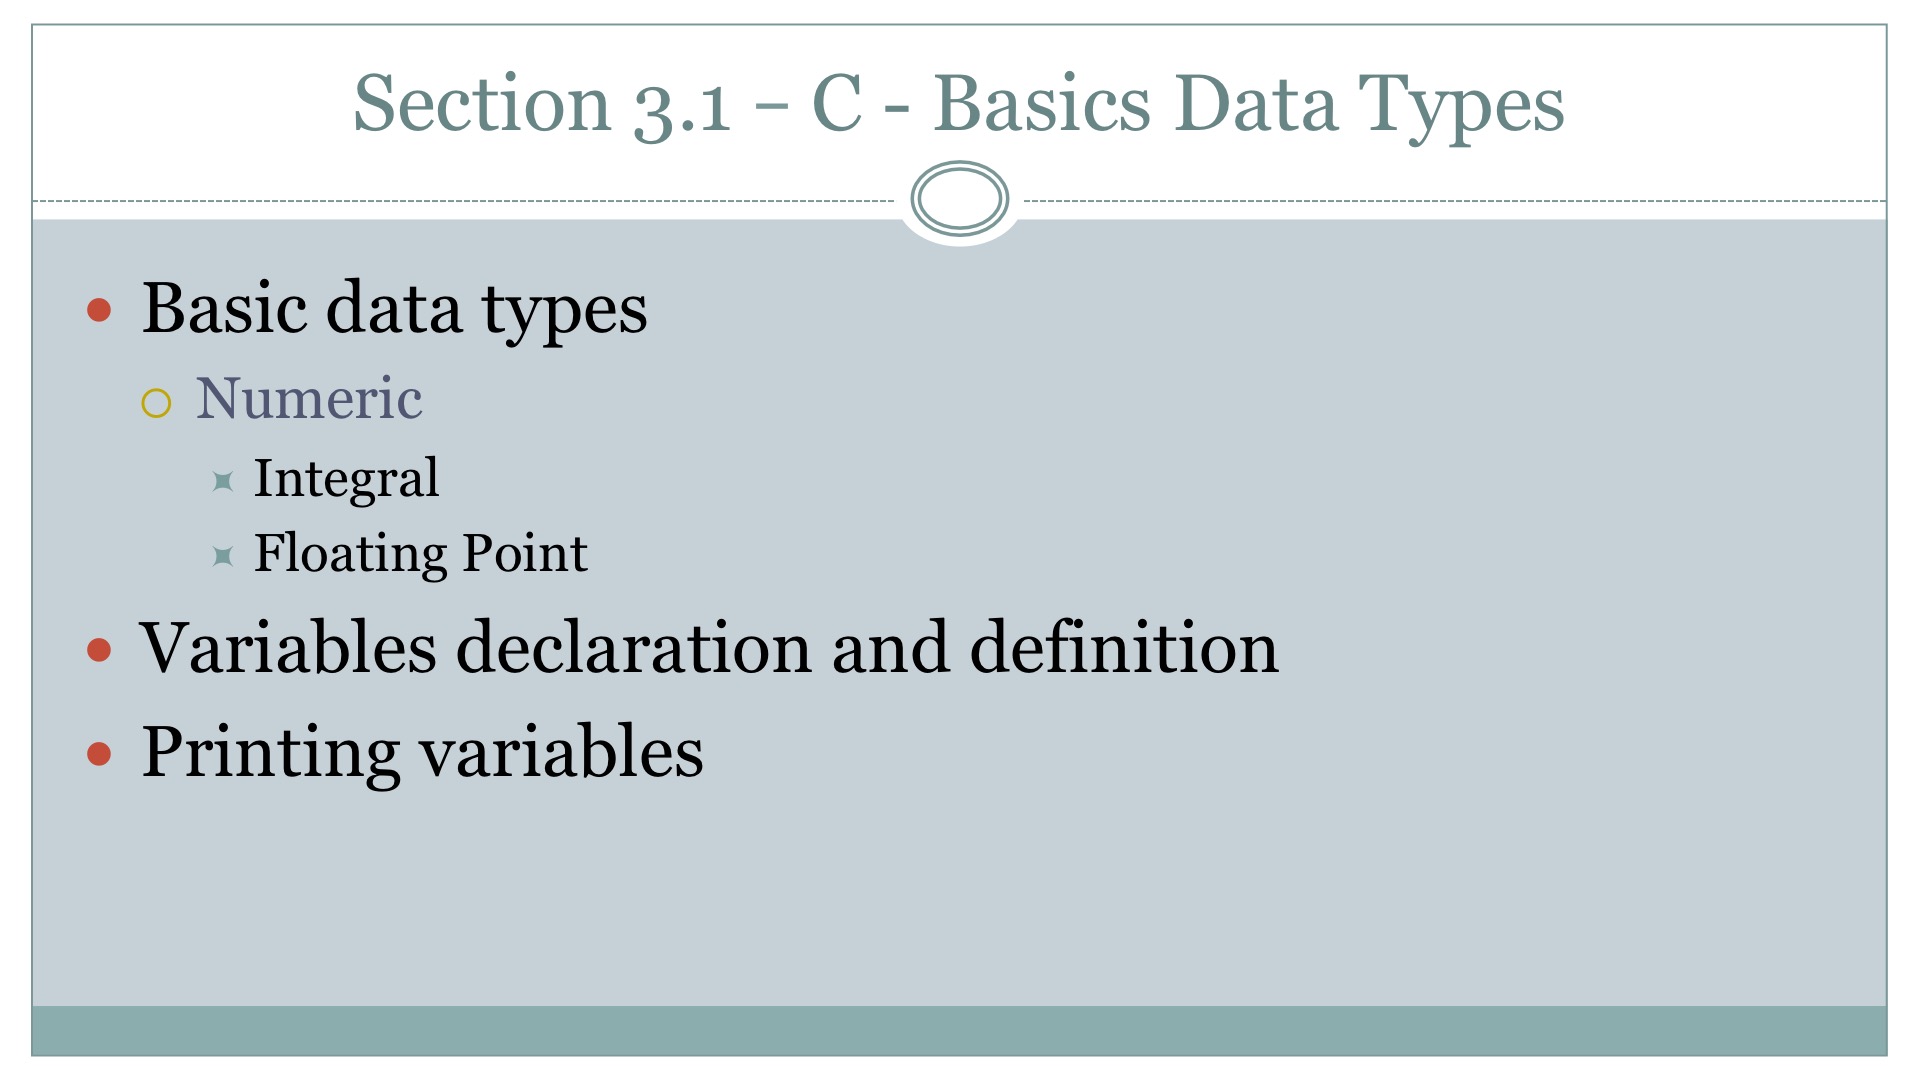 Section 3.1 – C - Basics Data Types
Basic data types
Numeric
Integral
Floating Point
Variables declaration and definition
Printing variables